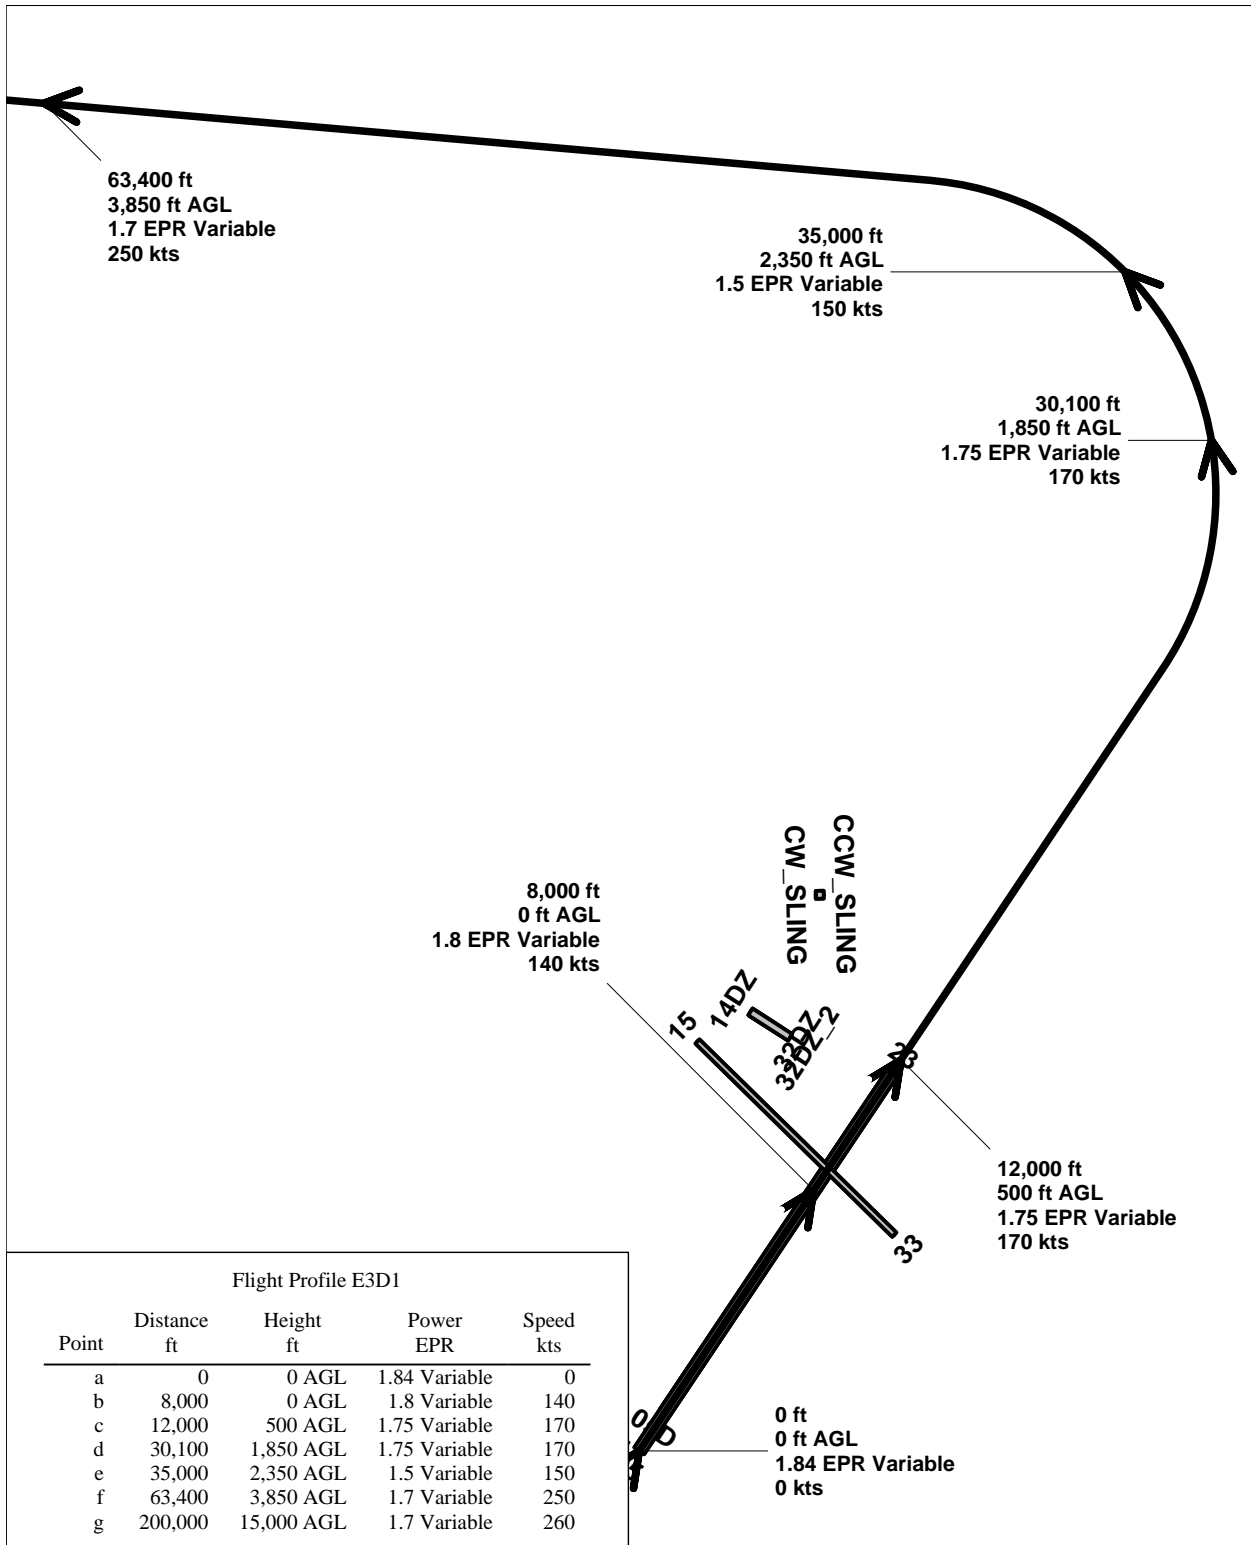 63,400 ft
3,850 ft AGL
1.7 EPR Variable
250 kts
35,000 ft
2,350 ft AGL
1.5 EPR Variable
150 kts
30,100 ft
1,850 ft AGL
1.75 EPR Variable
170 kts
CCW_SLING
CW_SLING
8,000 ft
0 ft AGL
1.8 EPR Variable
140 kts
14DZ
32DZ
32DZ_2
15
23
33
12,000 ft
500 ft AGL
1.75 EPR Variable
170 kts
0 ft
0 ft AGL
1.84 EPR Variable
0 kts
Flight Profile E3D1
Point Distance ft Height ft Power EPR Speed kts
a 0 0 AGL 1.84 Variable 0
b 8,000 0 AGL 1.8 Variable 140
c 12,000 500 AGL 1.75 Variable 170
d 30,100 1,850 AGL 1.75 Variable 170
e 35,000 2,350 AGL 1.5 Variable 150
f 63,400 3,850 AGL 1.7 Variable 250
g 200,000 15,000 AGL 1.7 Variable 260